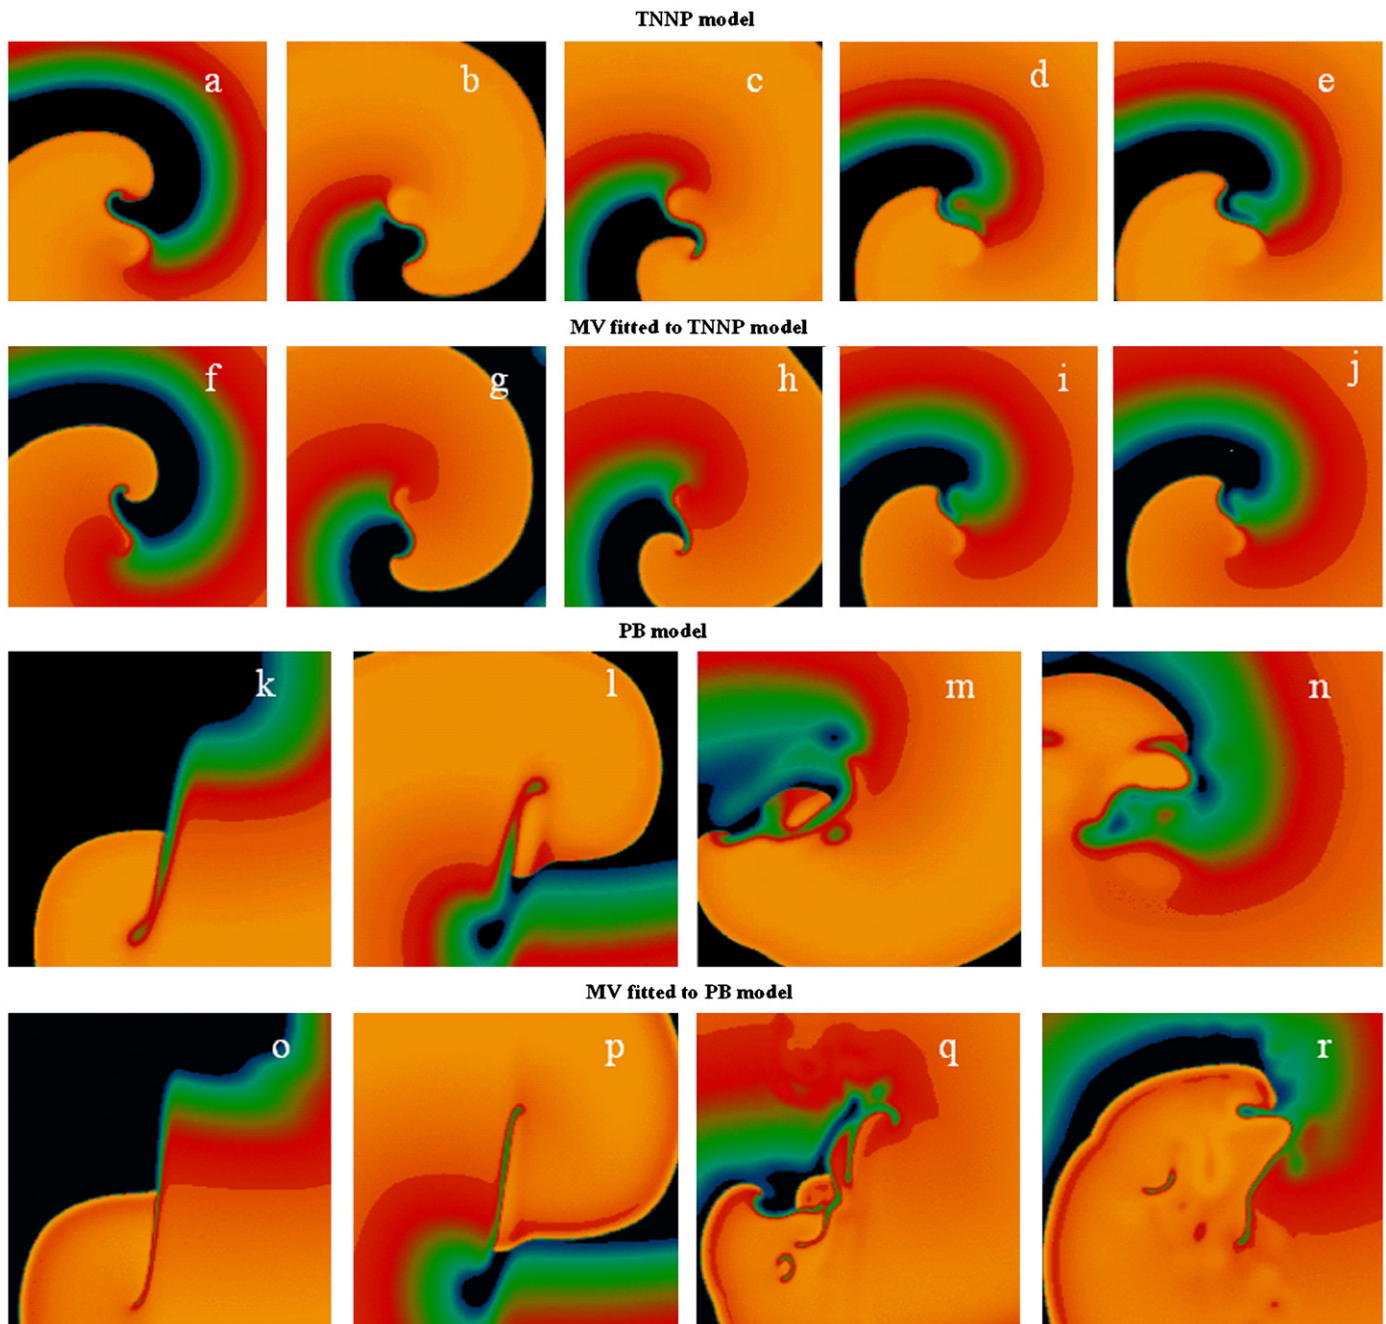 TNNP model
a b c d e
MV fitted to TNNP model
f g h i j
PB model
k l m n
MV fitted to PB model
o p q r